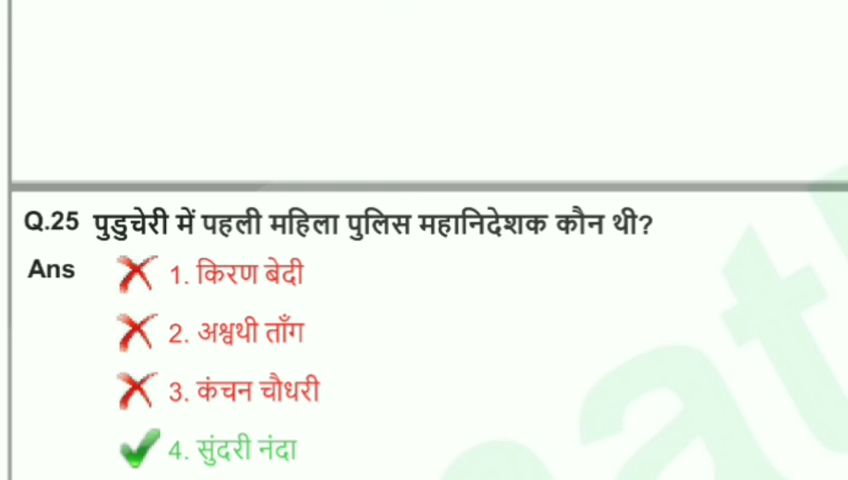 Q.25 पुडुचेरी में पहली महिला पुलिस महानिदेशक कौन थी?
Ans 1. किरण बेदी
2. अश्वथी ताँग
3. कंचन चौधरी
4. सुंदरी नंदा